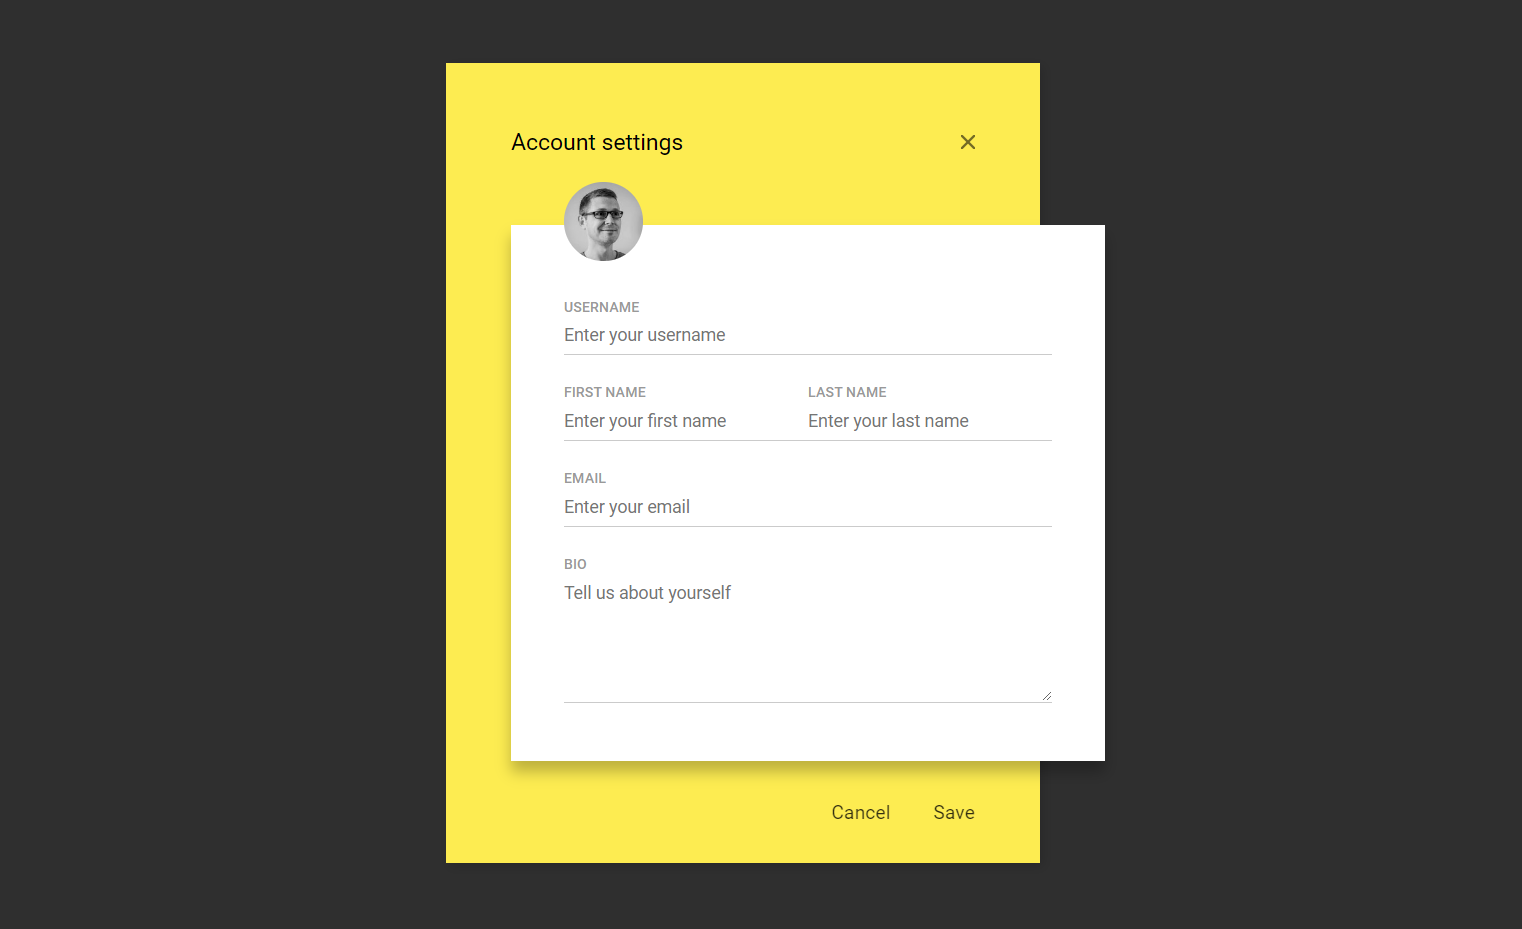 Account settings
USERNAME
Enter your username
FIRST NAME
Enter your first name
LAST NAME
Enter your last name
EMAIL
Enter your email
BIO
Tell us about yourself
Cancel
Save